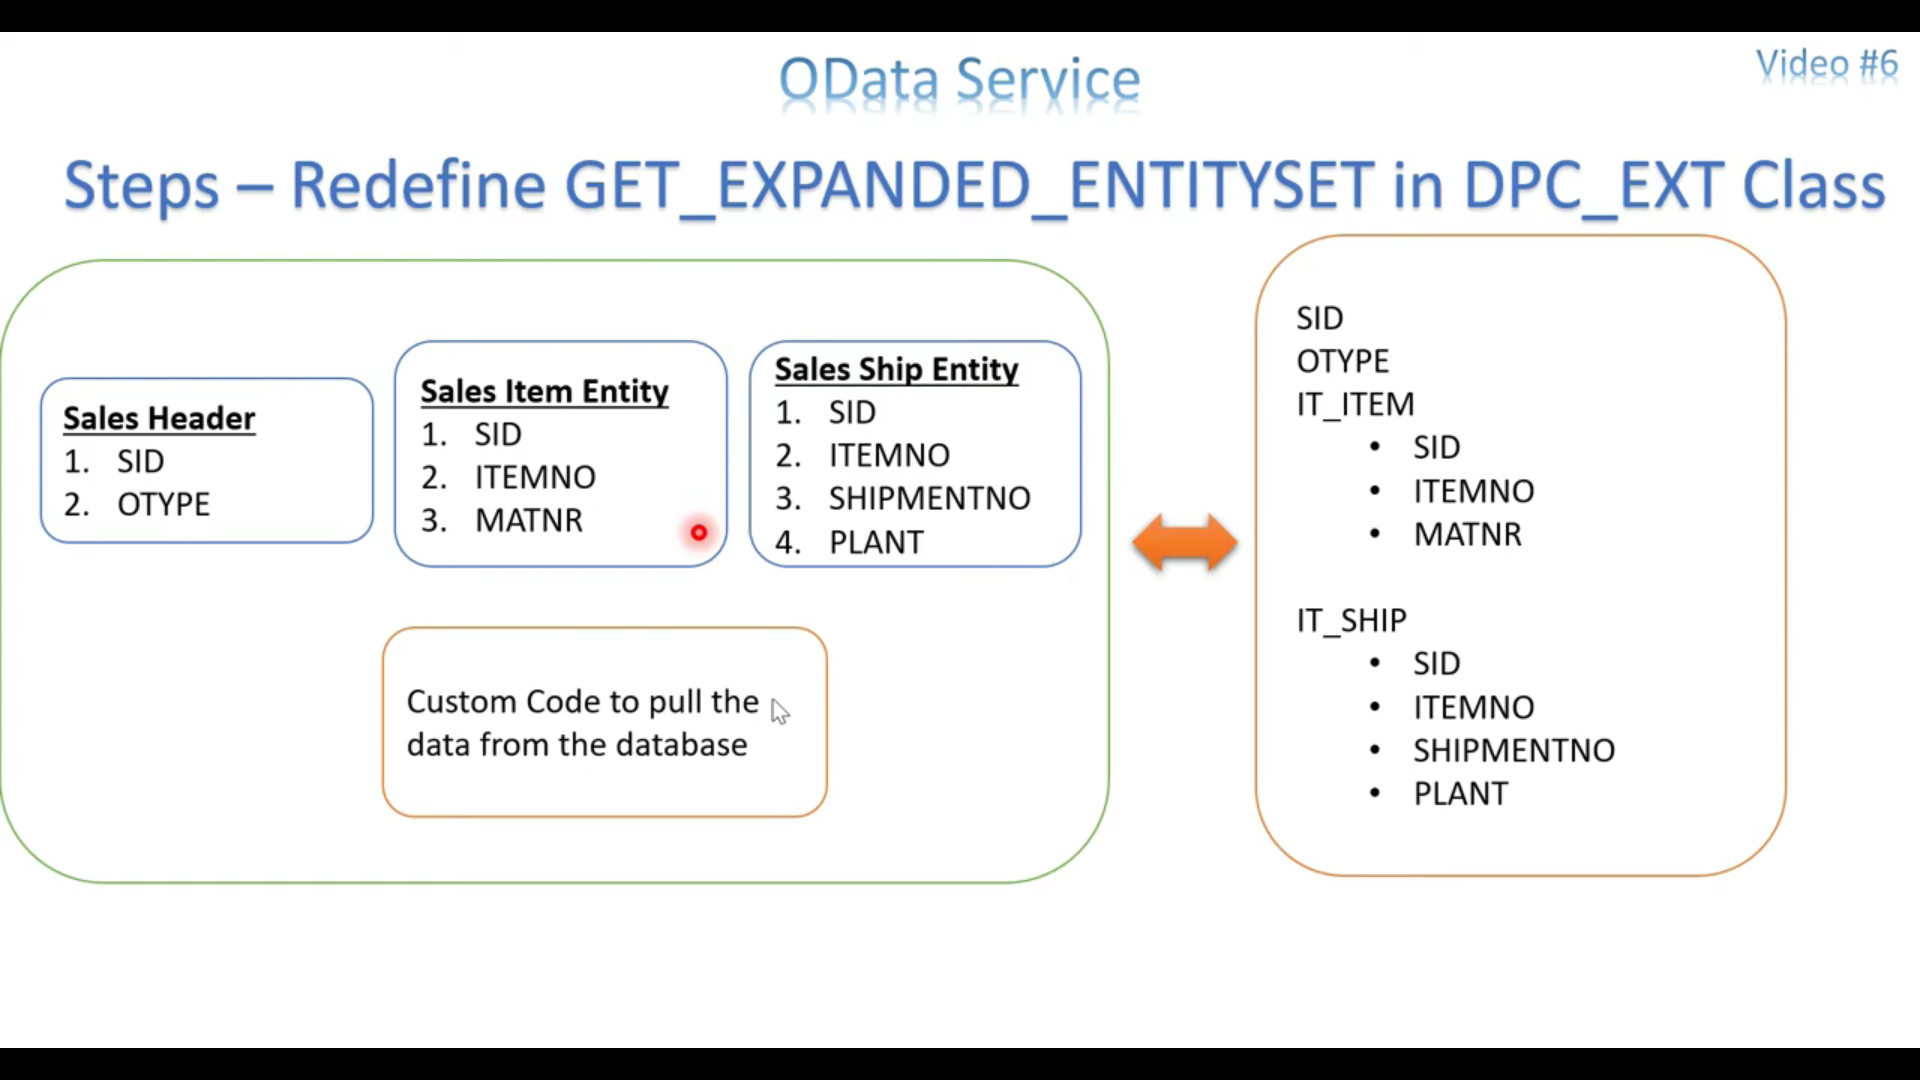 OData Service
Video #6
Steps – Redefine GET_EXPANDED_ENTITYSET in DPC_EXT Class
Sales Header
1. SID
2. OTYPE
Sales Item Entity
1. SID
2. ITEMNO
3. MATNR
Sales Ship Entity
1. SID
2. ITEMNO
3. SHIPMENTNO
4. PLANT
Custom Code to pull the
data from the database
SID
OTYPE
IT_ITEM
• SID
• ITEMNO
• MATNR
IT_SHIP
• SID
• ITEMNO
• SHIPMENTNO
• PLANT